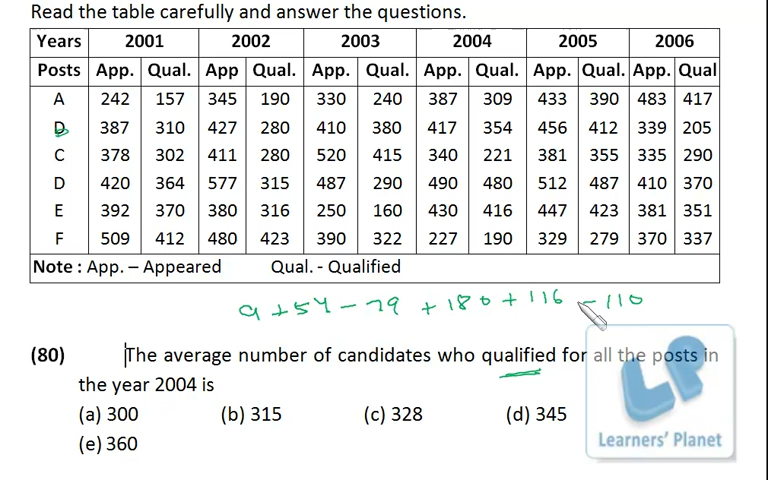 Read the table carefully and answer the questions.
Years 2001 2002 2003 2004 2005 2006
Posts App. Qual. App Qual. App. Qual. App. Qual. App. Qual. App. Qual
A 242 157 345 190 330 240 387 309 433 390 483 417
D 387 310 427 280 410 380 417 354 456 412 339 205
C 378 302 411 280 520 415 340 221 381 355 335 290
D 420 364 577 315 487 290 490 480 512 487 410 370
E 392 370 380 316 250 160 430 416 447 423 381 351
F 509 412 480 423 390 322 227 190 329 279 370 337
Note : App. – Appeared Qual. - Qualified
9 + 54 - 79 + 180 + 116 - 110
(80) The average number of candidates who qualified for all the posts in
the year 2004 is
(a) 300 (b) 315 (c) 328 (d) 345
(e) 360
LP
Learners' Planet